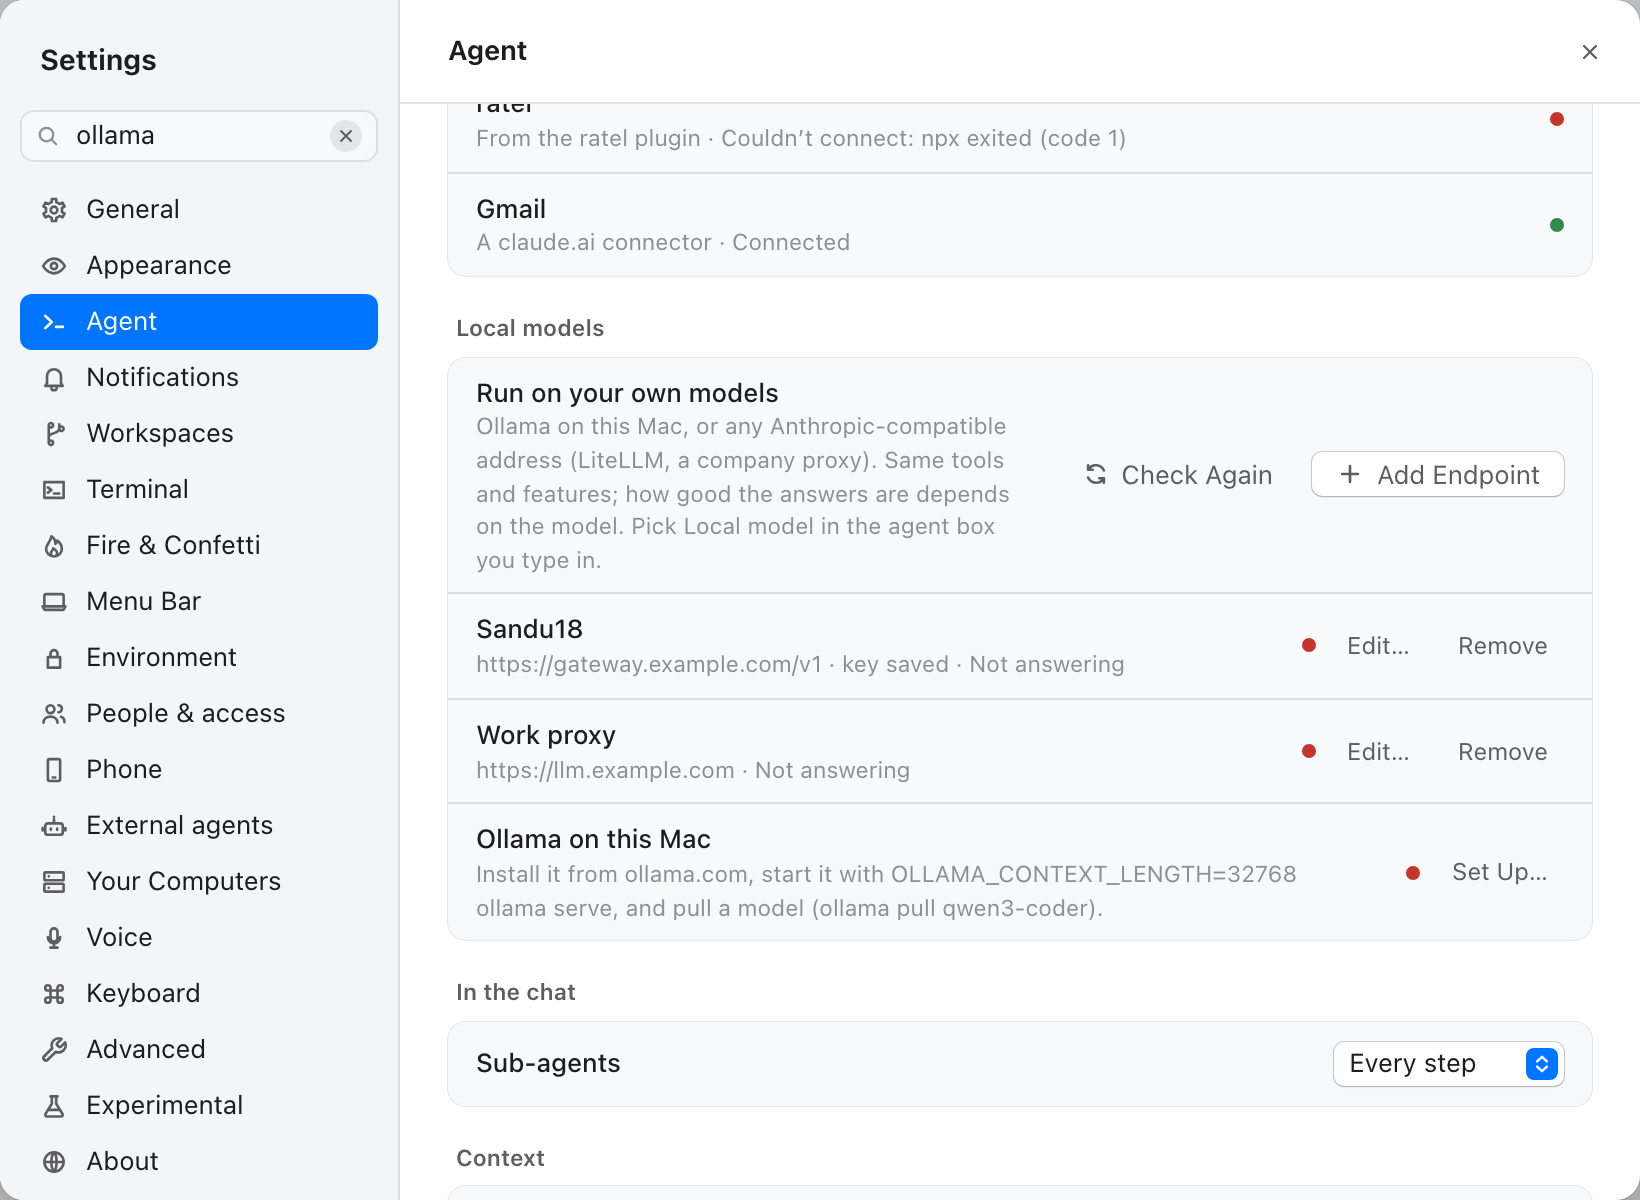 Settings
ollama
General
Appearance
Agent
Notifications
Workspaces
Terminal
Fire & Confetti
Menu Bar
Environment
People & access
Phone
External agents
Your Computers
Voice
Keyboard
Advanced
Experimental
About
Agent
ratel
From the ratel plugin · Couldn’t connect: npx exited (code 1)
Gmail
A claude.ai connector · Connected
Local models
Run on your own models
Ollama on this Mac, or any Anthropic-compatible
address (LiteLLM, a company proxy). Same tools
and features; how good the answers are depends
on the model. Pick Local model in the agent box
you type in.
Check Again
Add Endpoint
Sandu18
https://gateway.example.com/v1 · key saved · Not answering
Edit...
Remove
Work proxy
https://llm.example.com · Not answering
Edit...
Remove
Ollama on this Mac
Install it from ollama.com, start it with OLLAMA_CONTEXT_LENGTH=32768
ollama serve, and pull a model (ollama pull qwen3-coder).
Set Up...
In the chat
Sub-agents
Every step
Context